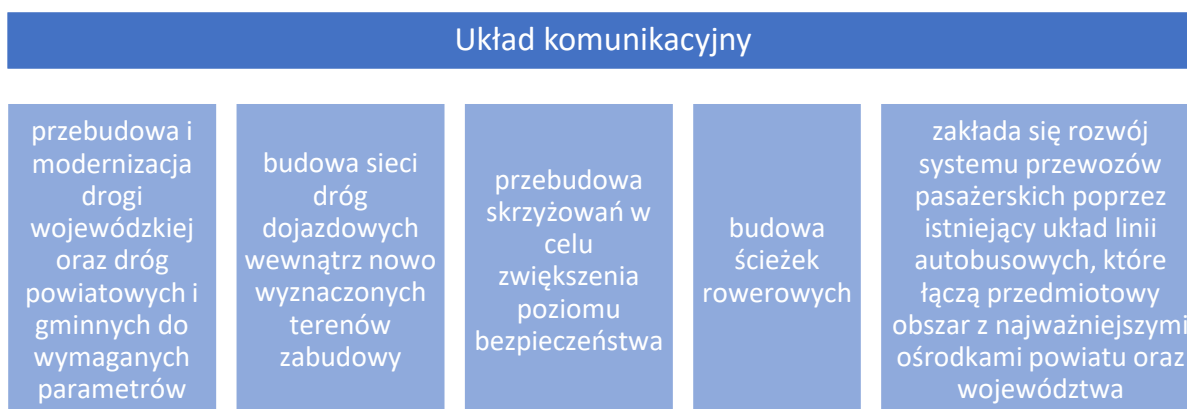 Układ komunikacyjny
przebudowa i
modernizacja
drogi
wojewódzkiej
oraz dróg
powiatowych i
gminnych do
wymaganych
parametrów
budowa sieci
dróg
dojazdowych
wewnątrz nowo
wyznaczonych
terenów
zabudowy
przebudowa
skrzyżowań w
celu
zwiększenia
poziomu
bezpieczeństwa
budowa
ścieżek
rowerowych
zakłada się rozwój
systemu przewozów
pasażerskich poprzez
istniejący układ linii
autobusowych, które
łączą przedmiotowy
obszar z najważniejszymi
ośrodkami powiatu oraz
województwa